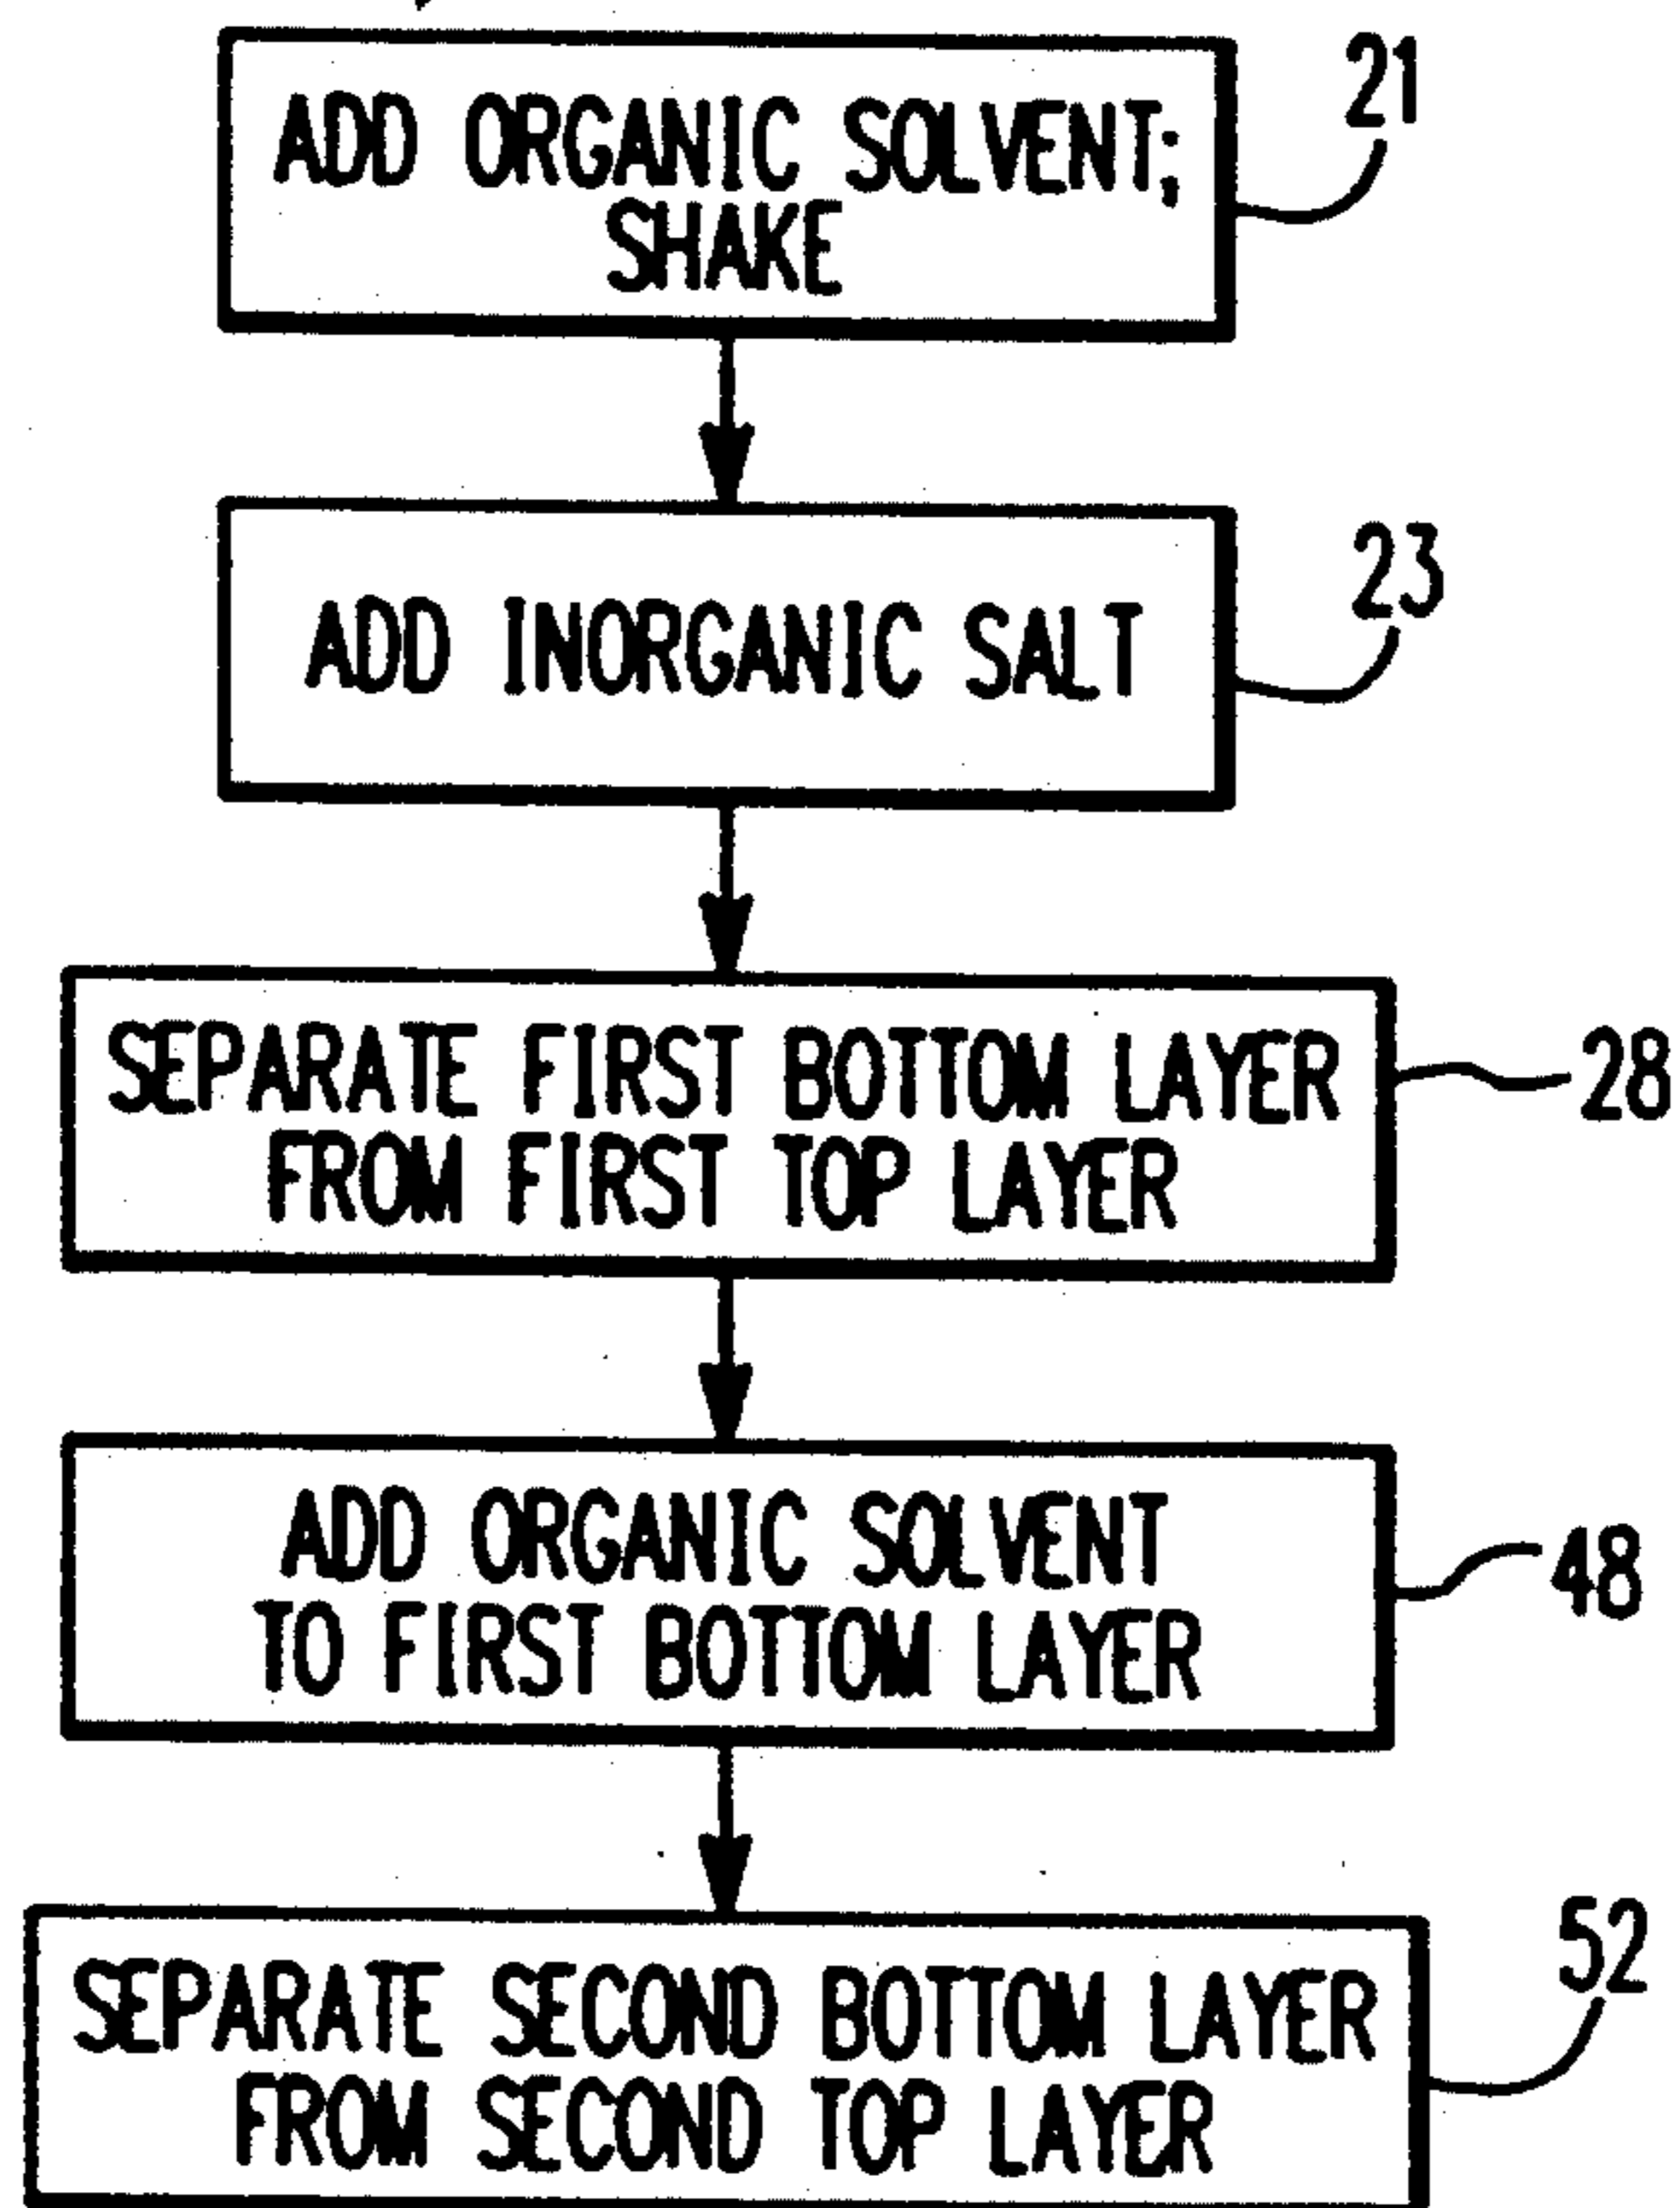 ADD ORGANIC SOLVENT;
SHAKE
21
ADD INORGANIC SALT
23
SEPARATE FIRST BOTTOM LAYER
FROM FIRST TOP LAYER
28
ADD ORGANIC SOLVENT
TO FIRST BOTTOM LAYER
48
SEPARATE SECOND BOTTOM LAYER
FROM SECOND TOP LAYER
52